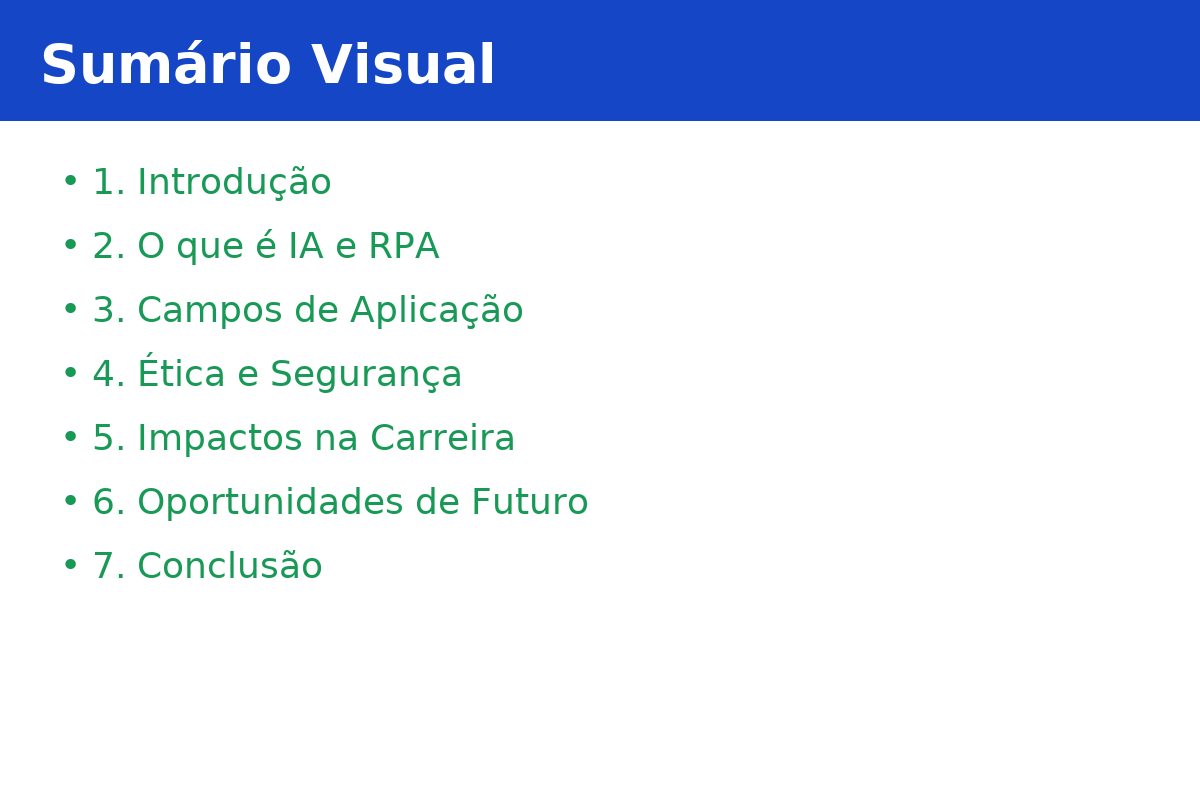 Sumário Visual
• 1. Introdução
• 2. O que é IA e RPA
• 3. Campos de Aplicação
• 4. Ética e Segurança
• 5. Impactos na Carreira
• 6. Oportunidades de Futuro
• 7. Conclusão